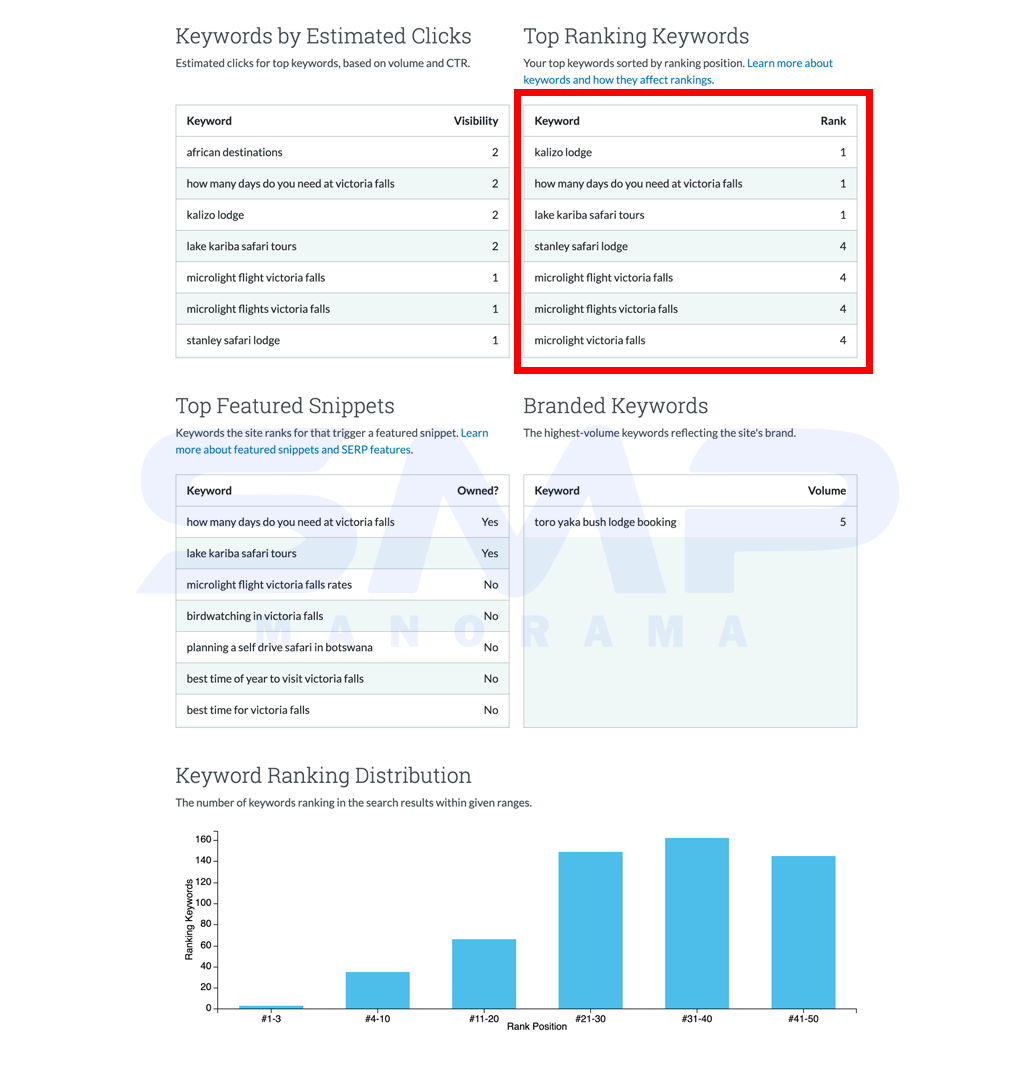 Keywords by Estimated Clicks
Estimated clicks for top keywords, based on volume and CTR.
Keyword Visibility
african destinations 2
how many days do you need at victoria falls 2
kalizo lodge 2
lake kariba safari tours 2
microlight flight victoria falls 1
microlight flights victoria falls 1
stanley safari lodge 1
Top Ranking Keywords
Your top keywords sorted by ranking position. Learn more about
keywords and how they affect rankings.
Keyword Rank
kalizo lodge 1
how many days do you need at victoria falls 1
lake kariba safari tours 1
stanley safari lodge 4
microlight flight victoria falls 4
microlight flights victoria falls 4
microlight victoria falls 4
Top Featured Snippets
Keywords the site ranks for that trigger a featured snippet. Learn
more about featured snippets and SERP features.
Keyword Owned?
how many days do you need at victoria falls Yes
lake kariba safari tours Yes
microlight flight victoria falls rates No
birdwatching in victoria falls No
planning a self drive safari in botswana No
best time of year to visit victoria falls No
best time for victoria falls No
Branded Keywords
The highest-volume keywords reflecting the site's brand.
Keyword Volume
toro yaka bush lodge booking 5
SMP
MANORAMA
Keyword Ranking Distribution
The number of keywords ranking in the search results within given ranges.
Ranking Keywords
160
140
120
100
80
60
40
20
0
#1-3 #4-10 #11-20 #21-30 #31-40 #41-50
Rank Position